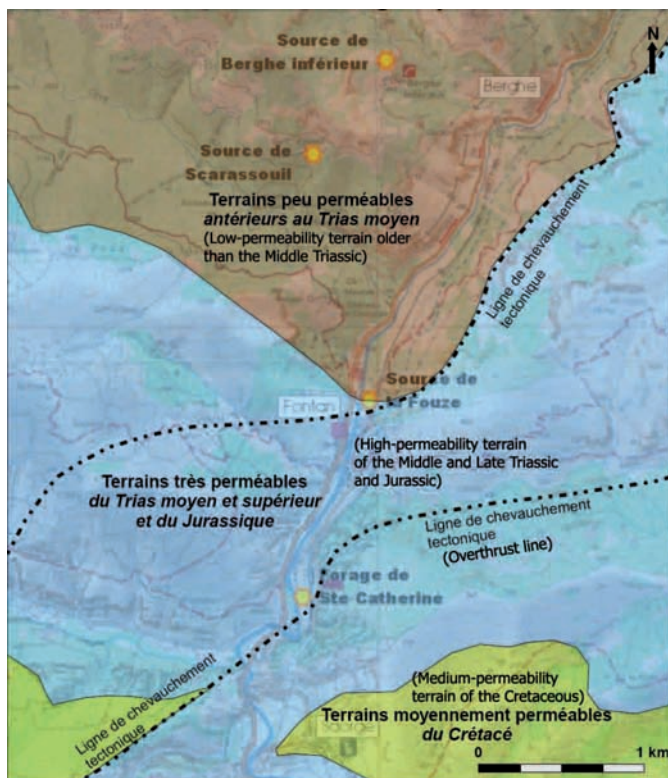 N
Source de
Berghe inférieur
Berghe
Source de
Scarassouil
Terrains peu perméables
antérieurs au Trias moyen
(Low-permeability terrain older
than the Middle Triassic)
Ligne de chevauchement
tectonique
Source de
la Fouze
Fontan
(High-permeability terrain
of the Middle and Late Triassic
and Jurassic)
Terrains très perméables
du Trias moyen et supérieur
et du Jurassique
Ligne de chevauchement
tectonique
(Overthrust line)
Forage de
Ste Catherine
Ligne de chevauchement
tectonique
(Medium-permeability
terrain of the Cretaceous)
Terrains moyennement perméables
du Crétacé
Saorge
0 1 km